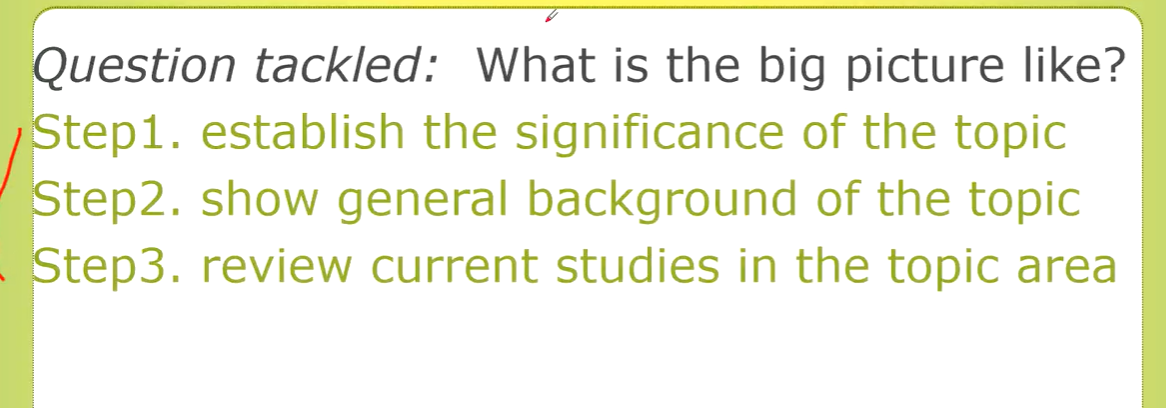 Question tackled: What is the big picture like?
Step1. establish the significance of the topic
Step2. show general background of the topic
Step3. review current studies in the topic area